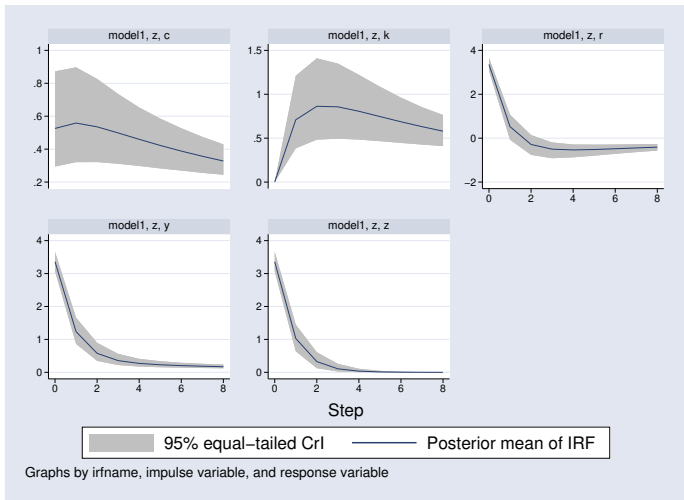 model1, z, c
1
.8
.6
.4
.2
model1, z, k
1.5
1
.5
0
model1, z, r
4
2
0
−2
0 2 4 6 8
model1, z, y
4
3
2
1
0
0 2 4 6 8
model1, z, z
4
3
2
1
0
0 2 4 6 8
Step
95% equal−tailed CrI Posterior mean of IRF
Graphs by irfname, impulse variable, and response variable